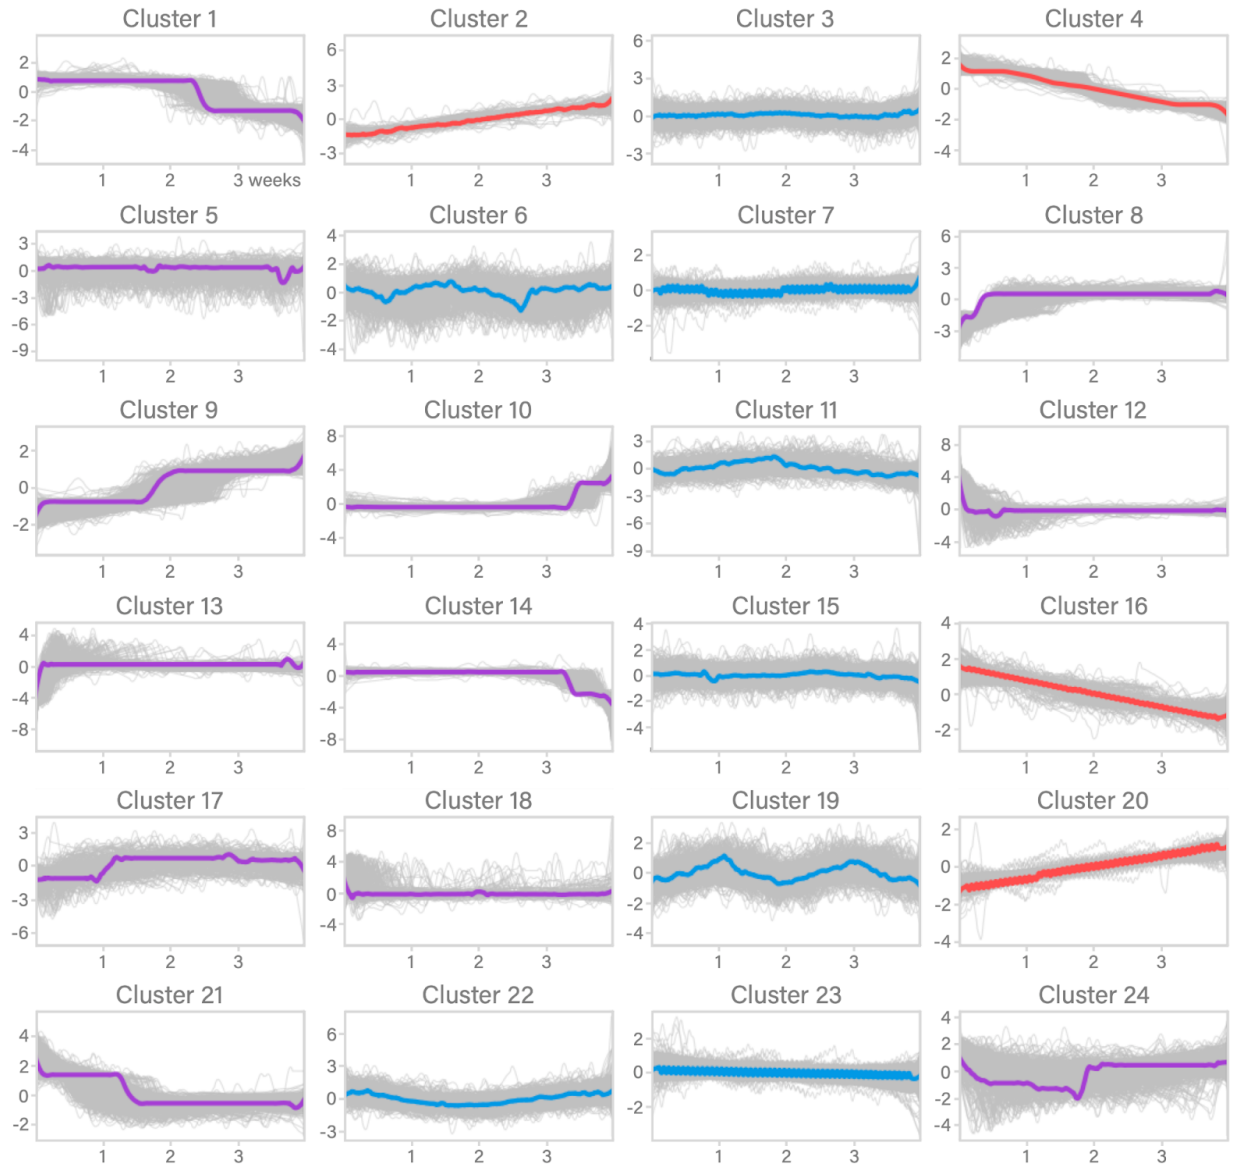 Cluster 1 Cluster 2 Cluster 3 Cluster 4
2 0 -2 -4 6 3 0 -3 6 3 0 -3 2 0 -2 -4
1 2 3 weeks 1 2 3 1 2 3 1 2 3
Cluster 5 Cluster 6 Cluster 7 Cluster 8
3 0 -3 -6 -9 4 2 0 -2 -4 2 0 -2 6 3 0 -3
1 2 3 1 2 3 1 2 3 1 2 3
Cluster 9 Cluster 10 Cluster 11 Cluster 12
2 0 -2 8 4 0 -4 3 0 -3 -6 -9 8 4 0 -4
1 2 3 1 2 3 1 2 3 1 2 3
Cluster 13 Cluster 14 Cluster 15 Cluster 16
4 0 -4 -8 4 0 -4 -8 4 2 0 -2 -4 4 2 0 -2
1 2 3 1 2 3 1 2 3 1 2 3
Cluster 17 Cluster 18 Cluster 19 Cluster 20
3 0 -3 -6 8 4 0 -4 2 0 -2 -4 2 0 -2 -4
1 2 3 1 2 3 1 2 3 1 2 3
Cluster 21 Cluster 22 Cluster 23 Cluster 24
4 2 0 -2 6 3 0 -3 2 0 -2 4 2 0 -2 -4
1 2 3 1 2 3 1 2 3 1 2 3